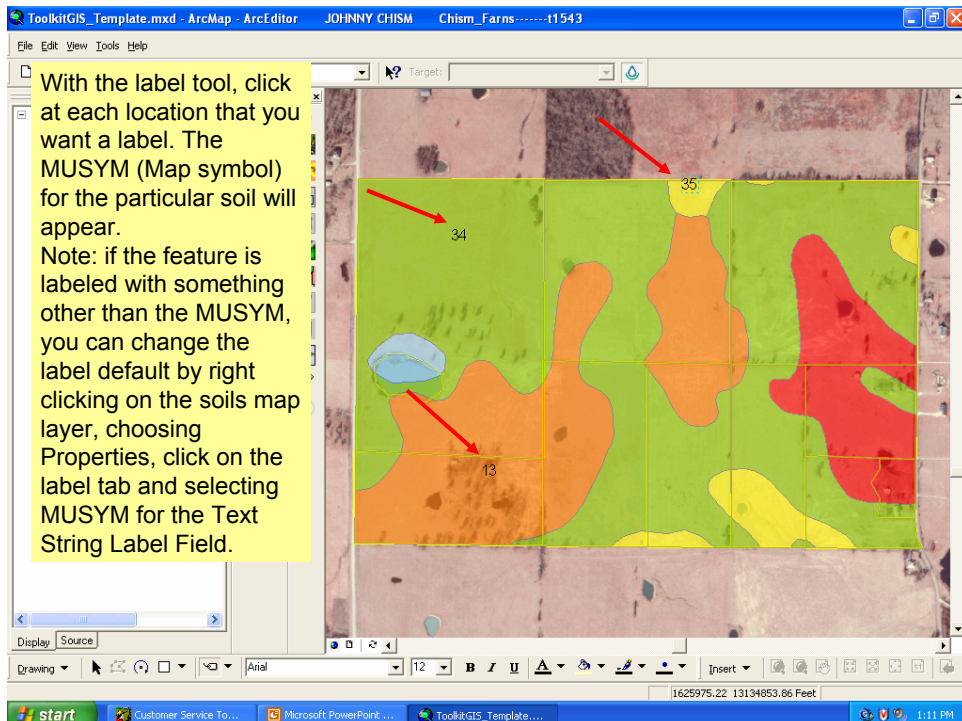 ToolkitGIS_Template.mxd - ArcMap - ArcEditor JOHNNY CHISM Chism_Farns-------t1543
File Edit View Tools Help
Target:
With the label tool, click
at each location that you
want a label. The
MUSYM (Map symbol)
for the particular soil will
appear.
Note: if the feature is
labeled with something
other than the MUSYM,
you can change the
label default by right
clicking on the soils map
layer, choosing
Properties, click on the
label tab and selecting
MUSYM for the Text
String Label Field.
35
34
13
Display Source
Drawing Arial 12 B I U A Insert
1625975.22 13134853.86 Feet
start Customer Service To... Microsoft PowerPoint ... ToolkitGIS_Template.... 1:11 PM